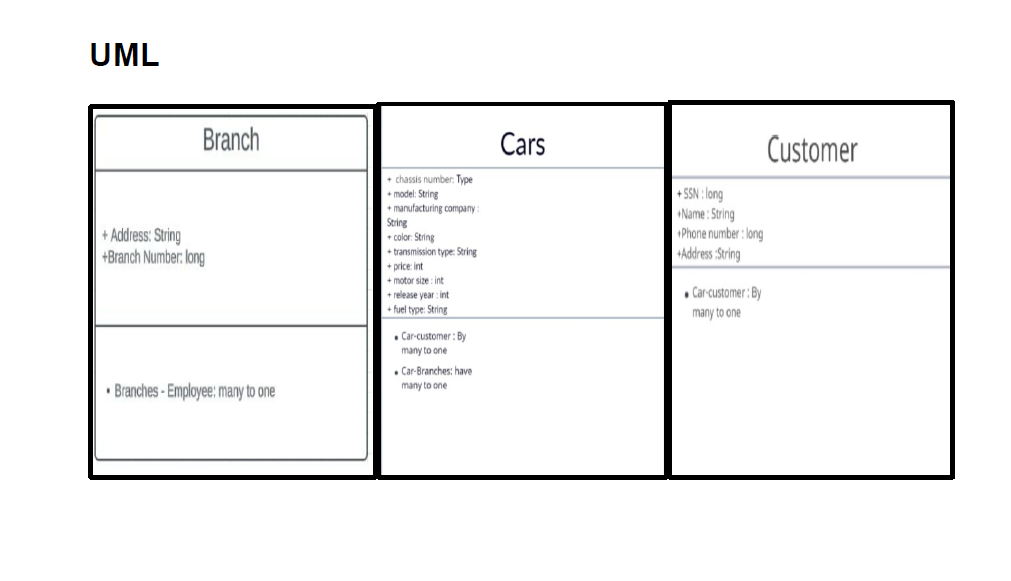 UML
Branch
+ Address: String
+Branch Number: long
• Branches - Employee: many to one
Cars
+ chassis number: Type
+ model: String
+ manufacturing company :
String
+ color: String
+ transmission type: String
+ price: int
+ motor size : int
+ release year : int
+ fuel type: String
• Car-customer : By
many to one
• Car-Branches: have
many to one
Customer
+ SSN : long
+Name : String
+Phone number : long
+Address :String
• Car-customer : By
many to one